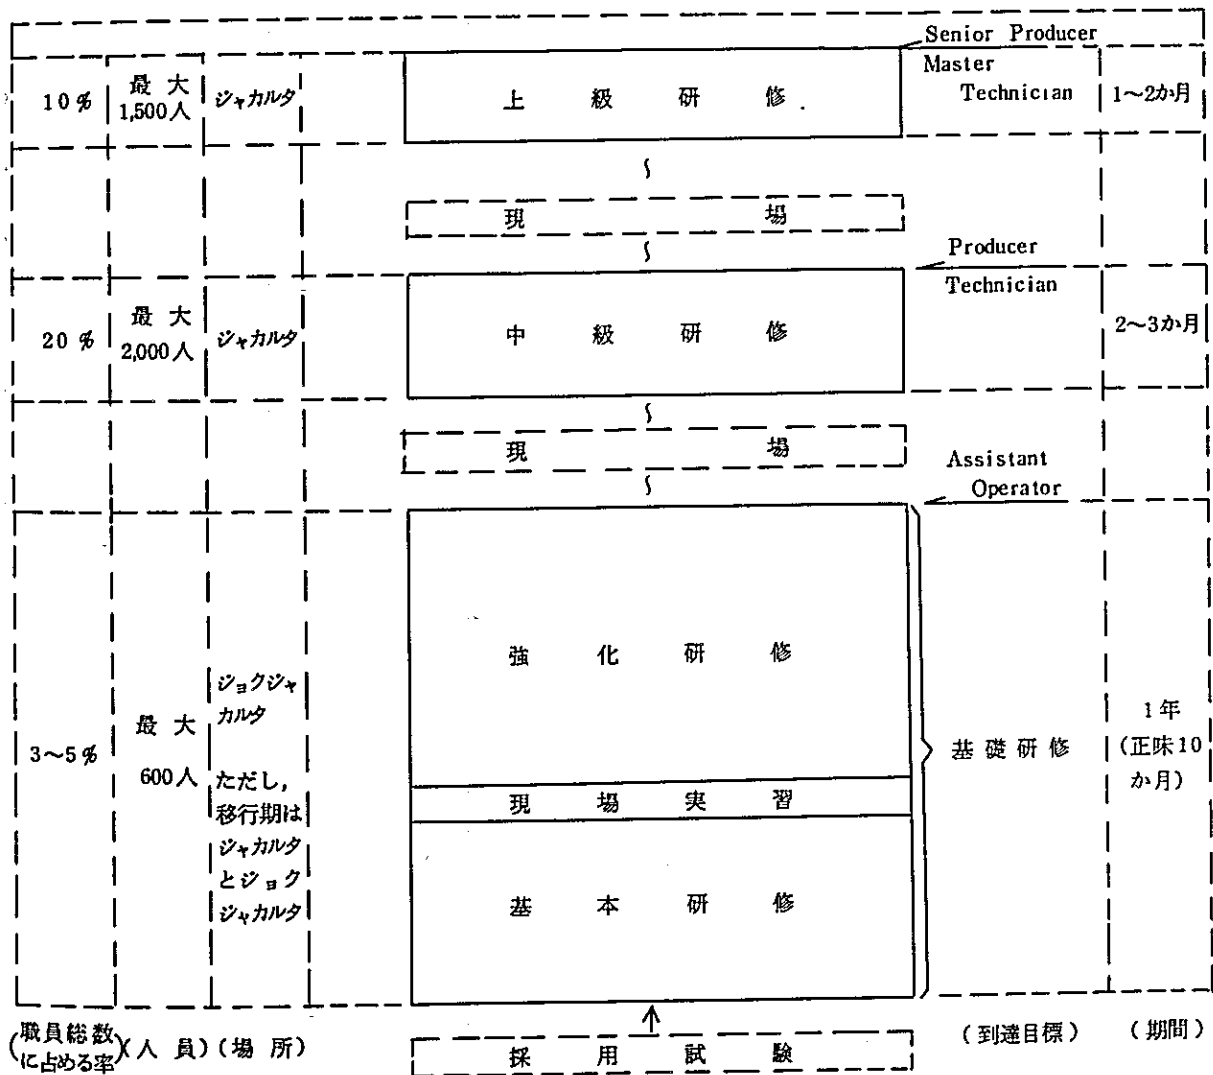 Senior Producer
10% 最大 1,500人 ジャカルタ 上級研修 Master Technician 1~2か月
現場
Producer
20% 最大 2,000人 ジャカルタ 中級研修 Technician 2~3か月
現場
Assistant Operator
強化研修
3~5% 最大 600人 ジョクジャカルタ ただし,移行期はジャカルタとジョクジャカルタ 基礎研修 1年(正味10か月)
現場実習
基本研修
(職員総数に占める率) (人員) (場所) (到達目標) (期間)
採用試験